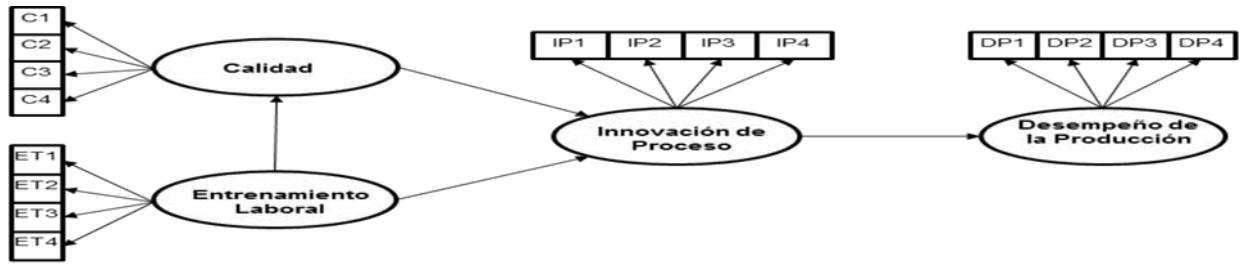 C1
C2
C3
C4
Calidad
ET1
ET2
ET3
ET4
Entrenamiento
Laboral
IP1 IP2 IP3 IP4
Innovación de
Proceso
DP1 DP2 DP3 DP4
Desempeño de
la Producción